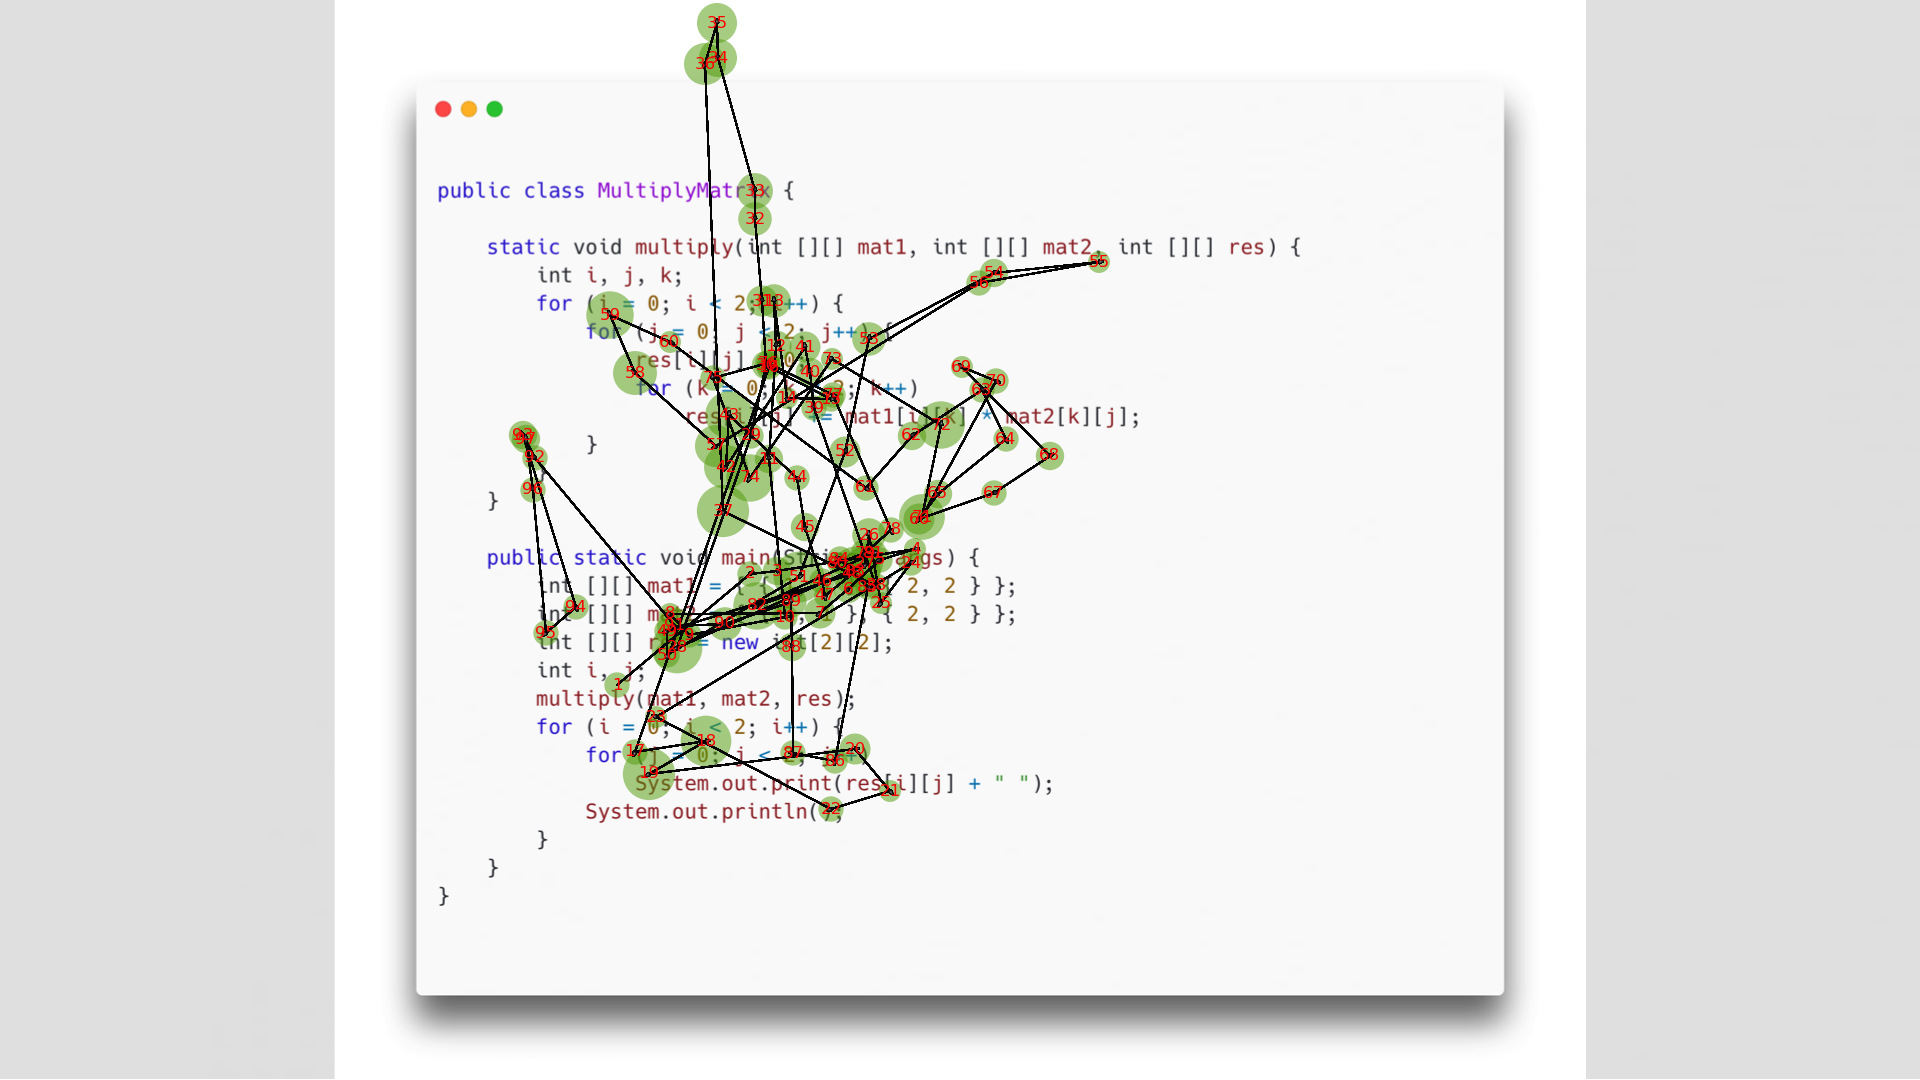 public class MultiplyMatrix {
static void multiply(int [][] mat1, int [][] mat2, int [][] res) {
int i, j, k;
for (i = 0; i < 2; i++) {
for (j = 0; j < 2; j++) {
res[i][j] = 0;
for (k = 0; k < 2; k++)
res[i][j] += mat1[i][k] * mat2[k][j];
}
}
}
public static void main(String[] args) {
int [][] mat1 = { { 2, 2 } };
int [][] mat2 }, { 2, 2 } };
int [][] res = new int[2][2];
int i, j;
multiply(mat1, mat2, res);
for (i = 0; i < 2; i++) {
for (j = 0; j < 2; j++)
System.out.print(res[i][j] + " ");
System.out.println();
}
}
}